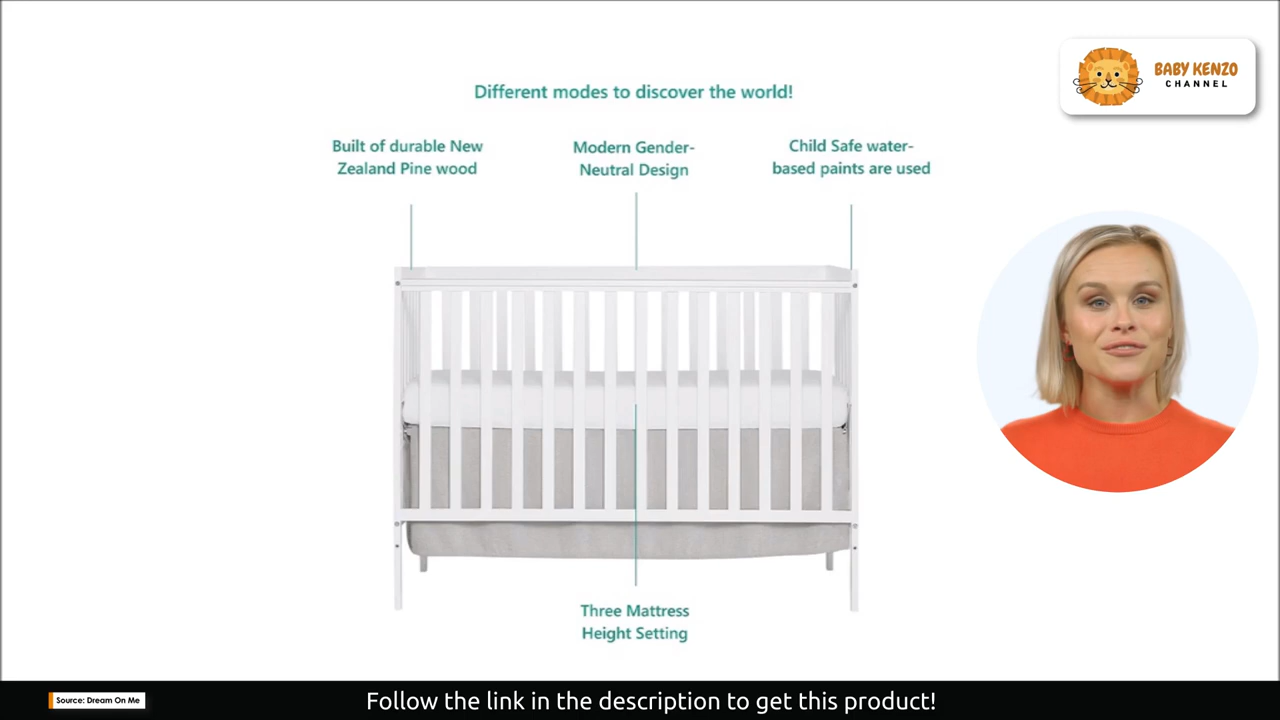 BABY KENZO
CHANNEL
Different modes to discover the world!
Built of durable New
Zealand Pine wood
Modern Gender-
Neutral Design
Child Safe water-
based paints are used
Three Mattress
Height Setting
Source: Dream On Me
Follow the link in the description to get this product!